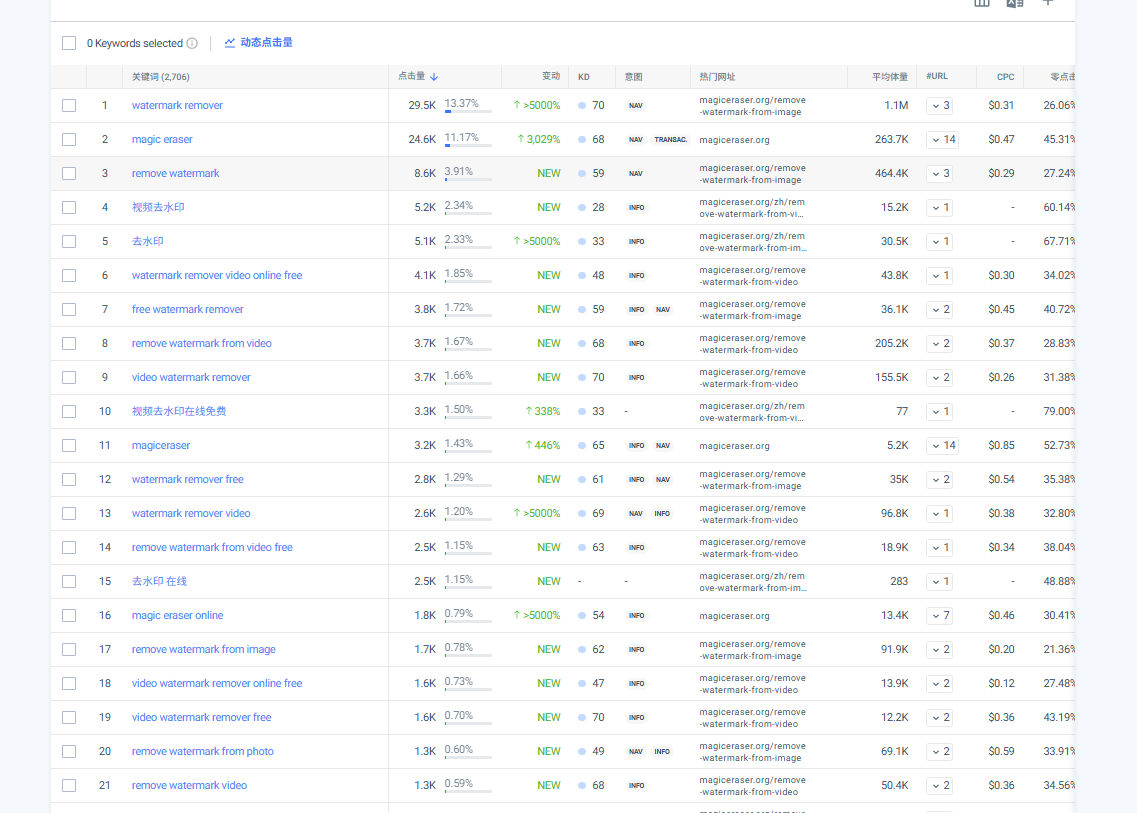 0 Keywords selected 动态点击量
关键词 (2,706) 点击量 变动 KD 意图 热门网址 平均体量 #URL CPC 零点击
1 watermark remover 29.5K 13.37% >5000% 70 NAV magiceraser.org/remove
-watermark-from-image 1.1M 3 $0.31 26.06%
2 magic eraser 24.6K 11.17% 3,029% 68 NAV TRANSAC. magiceraser.org 263.7K 14 $0.47 45.31%
3 remove watermark 8.6K 3.91% NEW 59 NAV magiceraser.org/remove
-watermark-from-image 464.4K 3 $0.29 27.24%
4 视频去水印 5.2K 2.34% NEW 28 INFO magiceraser.org/zh/rem
ove-watermark-from-vi... 15.2K 1 - 60.14%
5 去水印 5.1K 2.33% >5000% 33 INFO magiceraser.org/zh/rem
ove-watermark-from-im... 30.5K 1 - 67.71%
6 watermark remover video online free 4.1K 1.85% NEW 48 INFO magiceraser.org/remove
-watermark-from-video 43.8K 1 $0.30 34.02%
7 free watermark remover 3.8K 1.72% NEW 59 INFO NAV magiceraser.org/remove
-watermark-from-image 36.1K 2 $0.45 40.72%
8 remove watermark from video 3.7K 1.67% NEW 68 INFO magiceraser.org/remove
-watermark-from-video 205.2K 2 $0.37 28.83%
9 video watermark remover 3.7K 1.66% NEW 70 INFO magiceraser.org/remove
-watermark-from-video 155.5K 2 $0.26 31.38%
10 视频去水印在线免费 3.3K 1.50% 338% 33 - magiceraser.org/zh/rem
ove-watermark-from-vi... 77 1 - 79.00%
11 magiceraser 3.2K 1.43% 446% 65 INFO NAV magiceraser.org 5.2K 14 $0.85 52.73%
12 watermark remover free 2.8K 1.29% NEW 61 INFO NAV magiceraser.org/remove
-watermark-from-image 35K 2 $0.54 35.38%
13 watermark remover video 2.6K 1.20% >5000% 69 NAV INFO magiceraser.org/remove
-watermark-from-video 96.8K 1 $0.38 32.80%
14 remove watermark from video free 2.5K 1.15% NEW 63 INFO magiceraser.org/remove
-watermark-from-video 18.9K 1 $0.34 38.04%
15 去水印 在线 2.5K 1.15% NEW - - magiceraser.org/zh/rem
ove-watermark-from-im... 283 1 - 48.88%
16 magic eraser online 1.8K 0.79% >5000% 54 INFO magiceraser.org 13.4K 7 $0.46 30.41%
17 remove watermark from image 1.7K 0.78% NEW 62 INFO magiceraser.org/remove
-watermark-from-image 91.9K 2 $0.20 21.36%
18 video watermark remover online free 1.6K 0.73% NEW 47 INFO magiceraser.org/remove
-watermark-from-video 13.9K 2 $0.12 27.48%
19 video watermark remover free 1.6K 0.70% NEW 70 INFO magiceraser.org/remove
-watermark-from-video 12.2K 2 $0.36 43.19%
20 remove watermark from photo 1.3K 0.60% NEW 49 NAV INFO magiceraser.org/remove
-watermark-from-image 69.1K 2 $0.59 33.91%
21 remove watermark video 1.3K 0.59% NEW 68 INFO magiceraser.org/remove
-watermark-from-video 50.4K 2 $0.36 34.56%